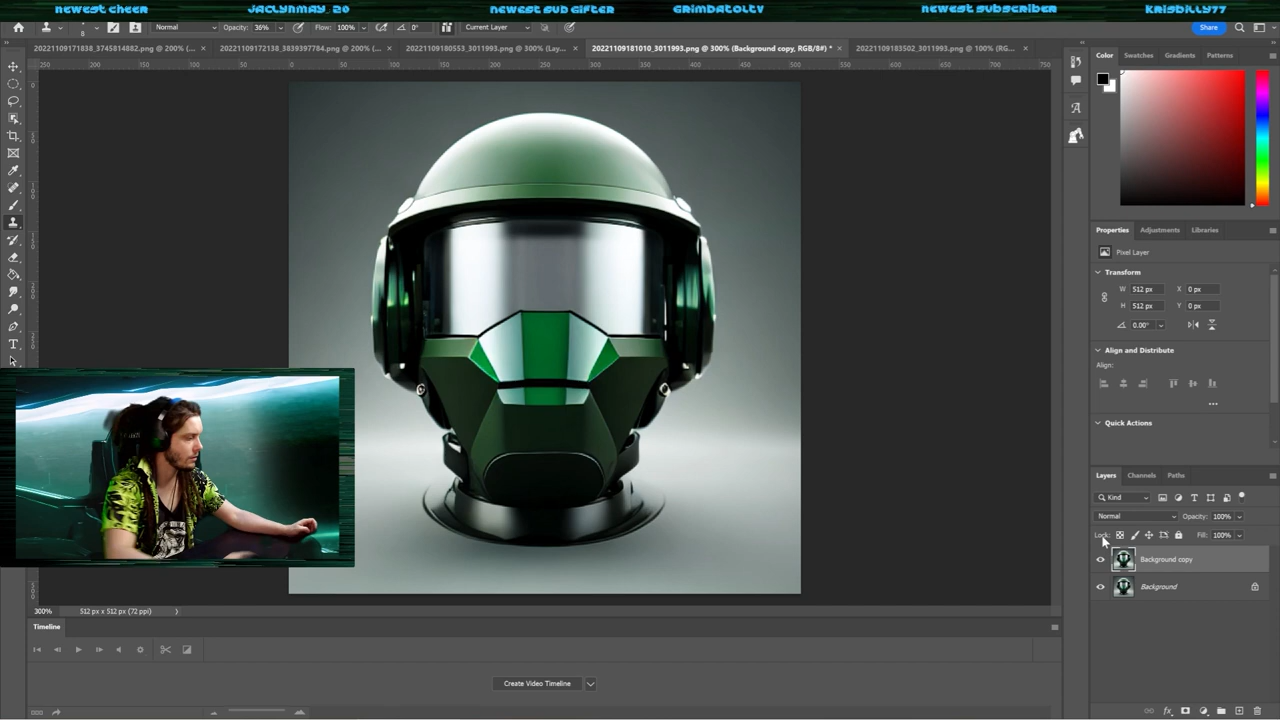 newest cheer JACLYNMAY_20 newest sub gifter GRIMBATOLTV newest subscriber KRISBILLY77
Normal Opacity: 36% Flow: 100% 0° Current Layer Share
20221109171838_374514882.png @ 200% (... × 20221109172138_3839397784.png @ 200% (... × 20221109180553_3011993.png @ 300% (Lay... × 20221109181010_3011993.png @ 300% (Background copy, RGB/8#) * × 20221109183502_3011993.png @ 100% (RG... ×
Color Swatches Gradients Patterns
Properties Adjustments Libraries
Pixel Layer
Transform
W 512 px X 0 px
H 512 px Y 0 px
0.00°
Align and Distribute
Align:
Quick Actions
Layers Channels Paths
Kind
Normal Opacity: 100%
Lock: Fill: 100%
Background copy
Background
300% 512 px x 512 px (72 ppi)
Timeline
Create Video Timeline